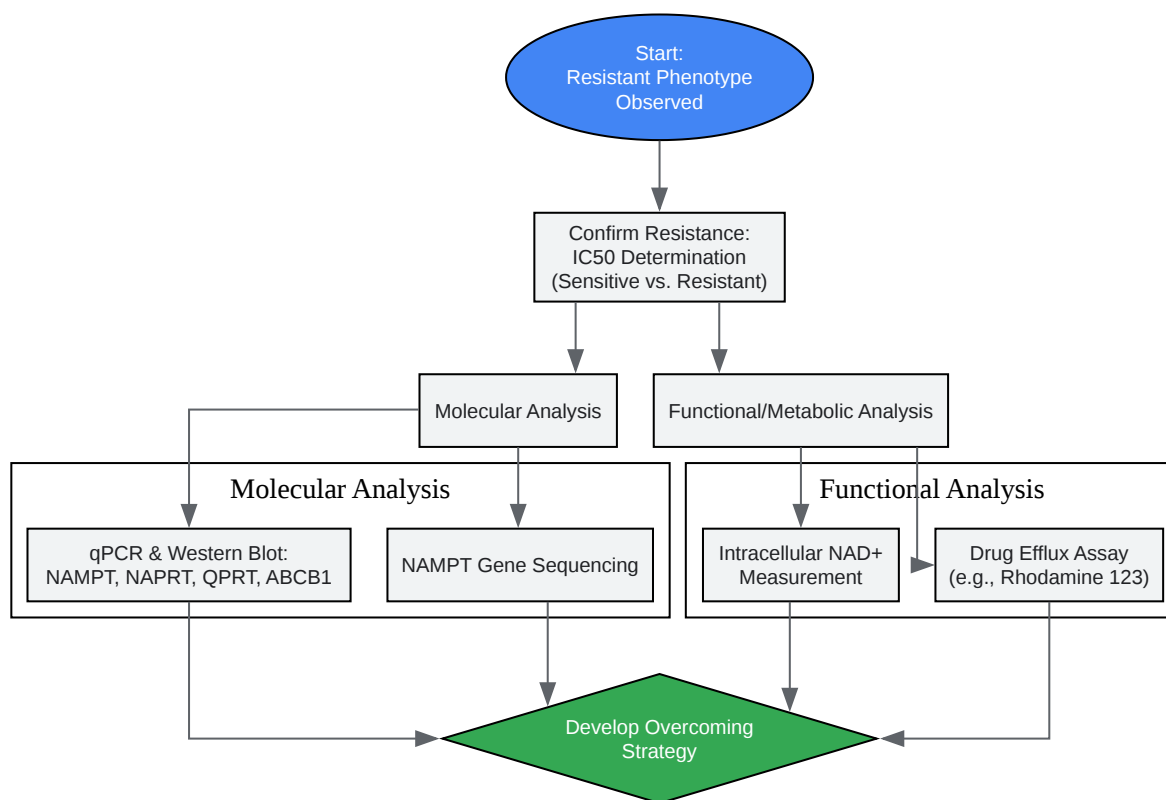 Start:
Resistant Phenotype
Observed
Confirm Resistance:
IC50 Determination
(Sensitive vs. Resistant)
Molecular Analysis
Functional/Metabolic Analysis
Molecular Analysis
Functional Analysis
qPCR & Western Blot:
NAMPT, NAPRT, QPRT, ABCB1
NAMPT Gene Sequencing
Intracellular NAD+
Measurement
Drug Efflux Assay
(e.g., Rhodamine 123)
Develop Overcoming
Strategy